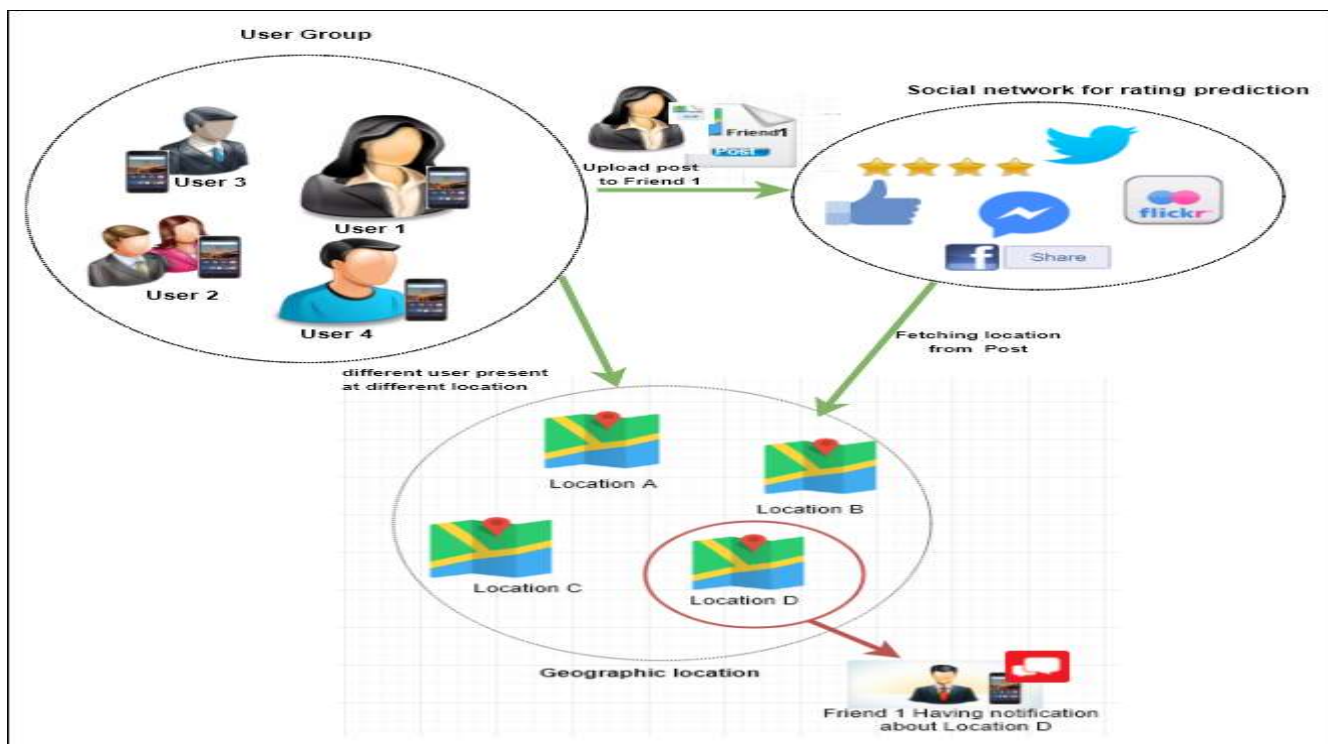 User Group
Social network for rating prediction
User 3
User 1
User 2
User 4
Friend1
Post
Upload post
to Friend 1
flickr
f
Share
Fetching location
from Post
different user present
at different location
Location A
Location B
Location C
Location D
Geographic location
Friend 1 Having notification
about Location D